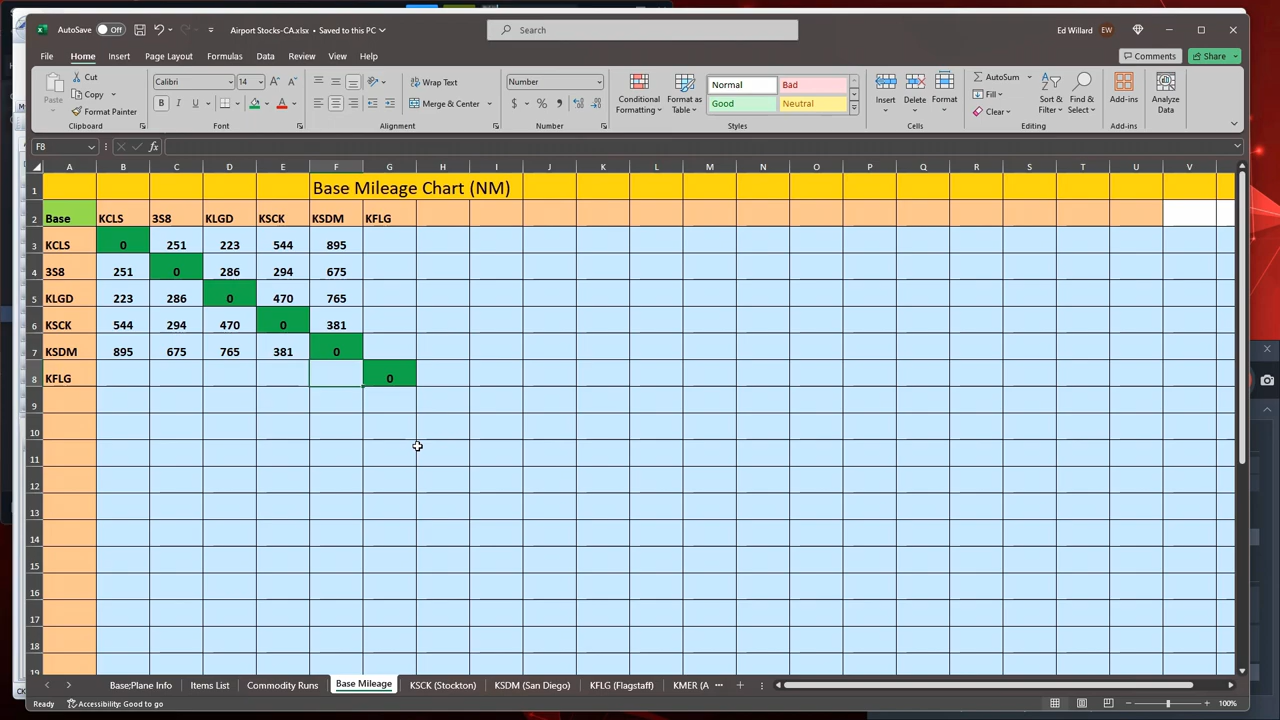 AutoSave Off Airport Stocks-CA.xlsx • Saved to this PC Search Ed Willard EW
File Home Insert Page Layout Formulas Data Review View Help Comments Share
Paste Cut Copy Format Painter Clipboard
Calibri 14 B I U A Font
Wrap Text Merge & Center Alignment
Number $ % Number
Conditional Formatting Format as Table Normal Bad Good Neutral Styles
Insert Delete Format Cells
AutoSum Fill Clear Sort & Filter Find & Select Editing
Add-ins Add-ins
Analyze Data
F8 fx
A B C D E F G H I J K L M N O P Q R S T U V
1 Base Mileage Chart (NM)
2 Base KCLS 3S8 KLGD KSCK KSDM KFLG
3 KCLS 0 251 223 544 895
4 3S8 251 0 286 294 675
5 KLGD 223 286 0 470 765
6 KSCK 544 294 470 0 381
7 KSDM 895 675 765 381 0
8 KFLG 0
9
10
11
12
13
14
15
16
17
18
19
Base;Plane Info Items List Commodity Runs Base Mileage KSCK (Stockton) KSDM (San Diego) KFLG (Flagstaff) KMER (A ...
Ready Accessibility: Good to go 100%